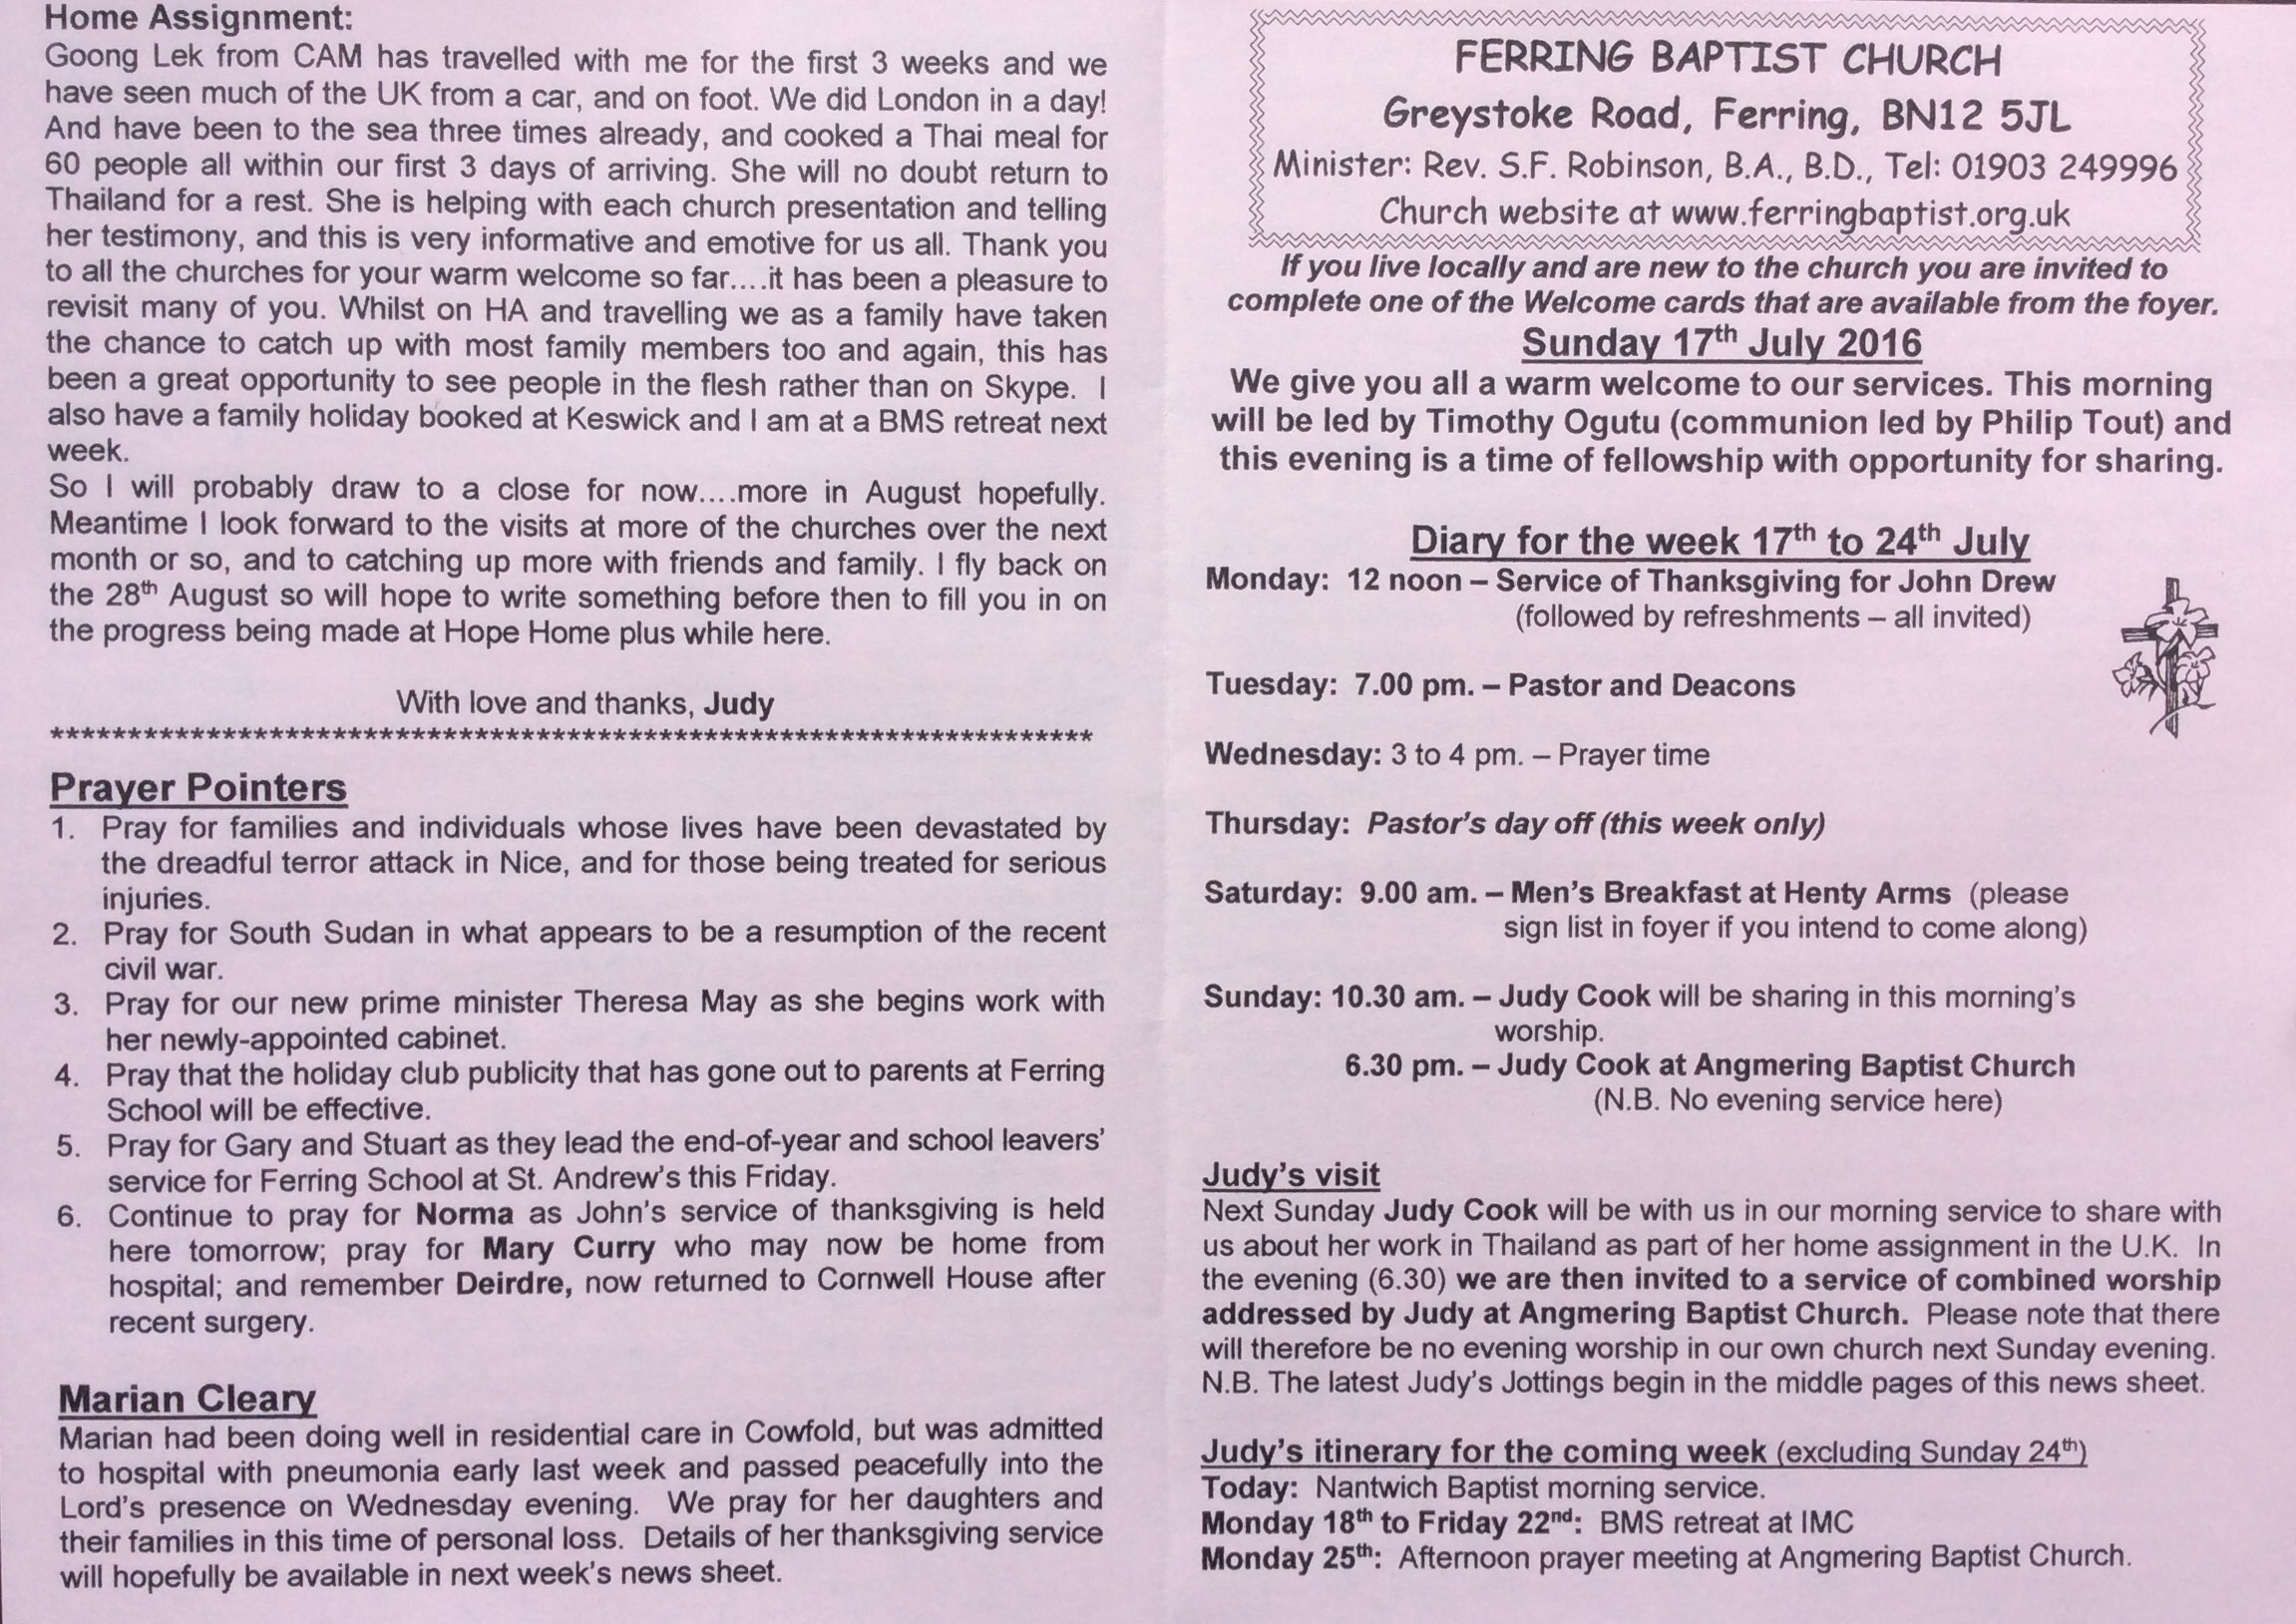 Home Assignment:
Goong Lek from CAM has travelled with me for the first 3 weeks and we
have seen much of the UK from a car, and on foot. We did London in a day!
And have been to the sea three times already, and cooked a Thai meal for
60 people all within our first 3 days of arriving. She will no doubt return to
Thailand for a rest. She is helping with each church presentation and telling
her testimony, and this is very informative and emotive for us all. Thank you
to all the churches for your warm welcome so far....it has been a pleasure to
revisit many of you. Whilst on HA and travelling we as a family have taken
the chance to catch up with most family members too and again, this has
been a great opportunity to see people in the flesh rather than on Skype. I
also have a family holiday booked at Keswick and I am at a BMS retreat next
week.
So I will probably draw to a close for now....more in August hopefully.
Meantime I look forward to the visits at more of the churches over the next
month or so, and to catching up more with friends and family. I fly back on
the 28th August so will hope to write something before then to fill you in on
the progress being made at Hope Home plus while here.
With love and thanks, Judy
**********************************************************************
Prayer Pointers
1. Pray for families and individuals whose lives have been devastated by
the dreadful terror attack in Nice, and for those being treated for serious
injuries.
2. Pray for South Sudan in what appears to be a resumption of the recent
civil war.
3. Pray for our new prime minister Theresa May as she begins work with
her newly-appointed cabinet.
4. Pray that the holiday club publicity that has gone out to parents at Ferring
School will be effective.
5. Pray for Gary and Stuart as they lead the end-of-year and school leavers'
service for Ferring School at St. Andrew's this Friday.
6. Continue to pray for Norma as John's service of thanksgiving is held
here tomorrow; pray for Mary Curry who may now be home from
hospital; and remember Deirdre, now returned to Cornwell House after
recent surgery.
Marian Cleary
Marian had been doing well in residential care in Cowfold, but was admitted
to hospital with pneumonia early last week and passed peacefully into the
Lord's presence on Wednesday evening. We pray for her daughters and
their families in this time of personal loss. Details of her thanksgiving service
will hopefully be available in next week's news sheet.
FERRING BAPTIST CHURCH
Greystoke Road, Ferring, BN12 5JL
Minister: Rev. S.F. Robinson, B.A., B.D., Tel: 01903 249996
Church website at www.ferringbaptist.org.uk
If you live locally and are new to the church you are invited to
complete one of the Welcome cards that are available from the foyer.
Sunday 17th July 2016
We give you all a warm welcome to our services. This morning
will be led by Timothy Ogutu (communion led by Philip Tout) and
this evening is a time of fellowship with opportunity for sharing.
Diary for the week 17th to 24th July
Monday: 12 noon – Service of Thanksgiving for John Drew
(followed by refreshments – all invited)
Tuesday: 7.00 pm. – Pastor and Deacons
Wednesday: 3 to 4 pm. – Prayer time
Thursday: Pastor's day off (this week only)
Saturday: 9.00 am. – Men's Breakfast at Henty Arms (please
sign list in foyer if you intend to come along)
Sunday: 10.30 am. – Judy Cook will be sharing in this morning's
worship.
6.30 pm. – Judy Cook at Angmering Baptist Church
(N.B. No evening service here)
Judy's visit
Next Sunday Judy Cook will be with us in our morning service to share with
us about her work in Thailand as part of her home assignment in the U.K. In
the evening (6.30) we are then invited to a service of combined worship
addressed by Judy at Angmering Baptist Church. Please note that there
will therefore be no evening worship in our own church next Sunday evening.
N.B. The latest Judy's Jottings begin in the middle pages of this news sheet.
Judy's itinerary for the coming week (excluding Sunday 24th)
Today: Nantwich Baptist morning service.
Monday 18th to Friday 22nd: BMS retreat at IMC
Monday 25th: Afternoon prayer meeting at Angmering Baptist Church.